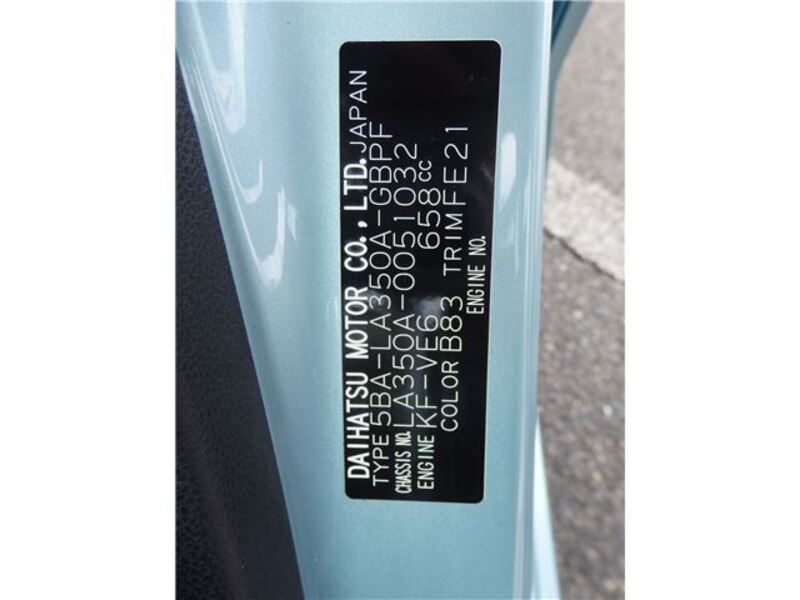 DAIHATSU MOTOR CO., LTD. JAPAN
TYPE 5BA-LA350A-GBPF
CHASSIS NO. LA350A-0051032
ENGINE KF-VE6 658cc
COLOR B83 TRIM FE21
ENGINE NO.